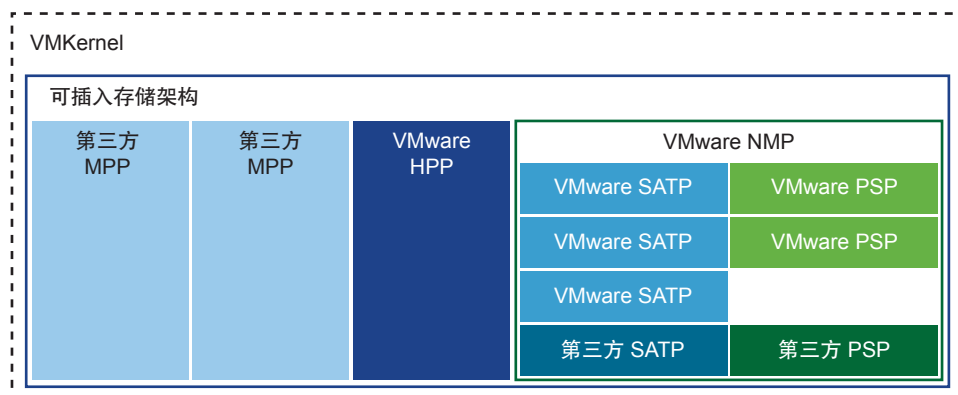 VMKernel
可插入存储架构
第三方
MPP
第三方
MPP
VMware
HPP
VMware NMP
VMware SATP
VMware PSP
VMware SATP
VMware PSP
VMware SATP
第三方 SATP
第三方 PSP